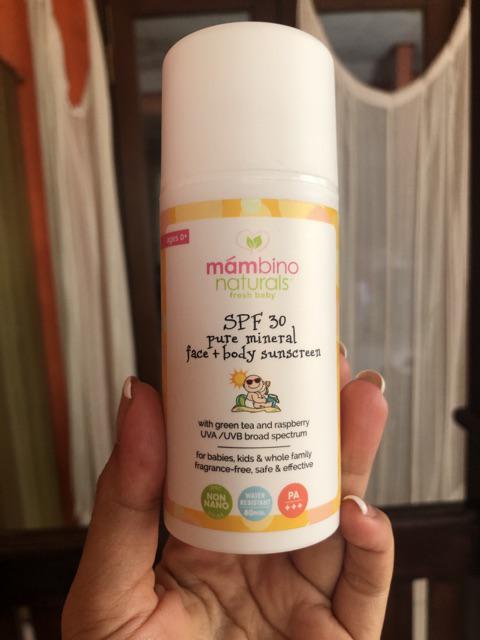 ages 0+
mámbino
naturals
fresh baby
SPF 30
pure mineral
face + body sunscreen
with green tea and raspberry
UVA /UVB broad spectrum
for babies, kids & whole family
fragrance-free, safe & effective
NON
NANO
WATER
RESISTANT
80min.
PA
+++